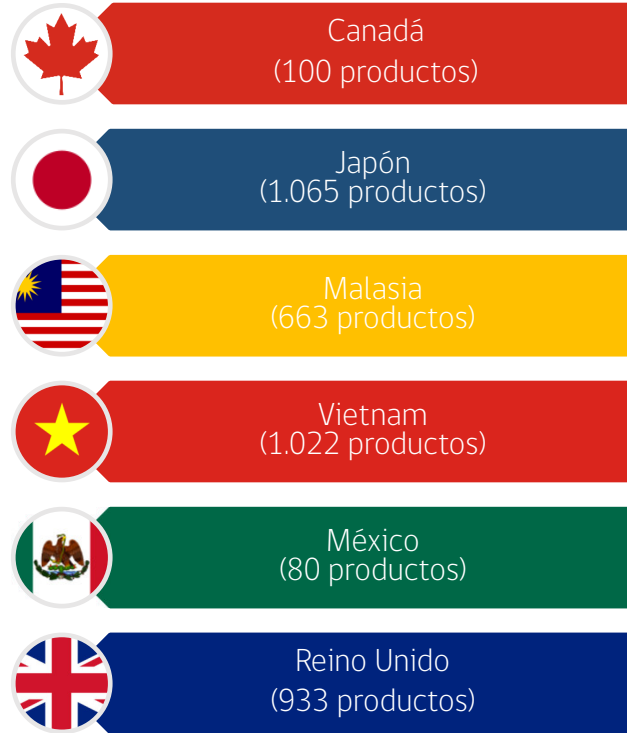 Canadá
(100 productos)
Japón
(1.065 productos)
Malasia
(663 productos)
Vietnam
(1.022 productos)
México
(80 productos)
Reino Unido
(933 productos)